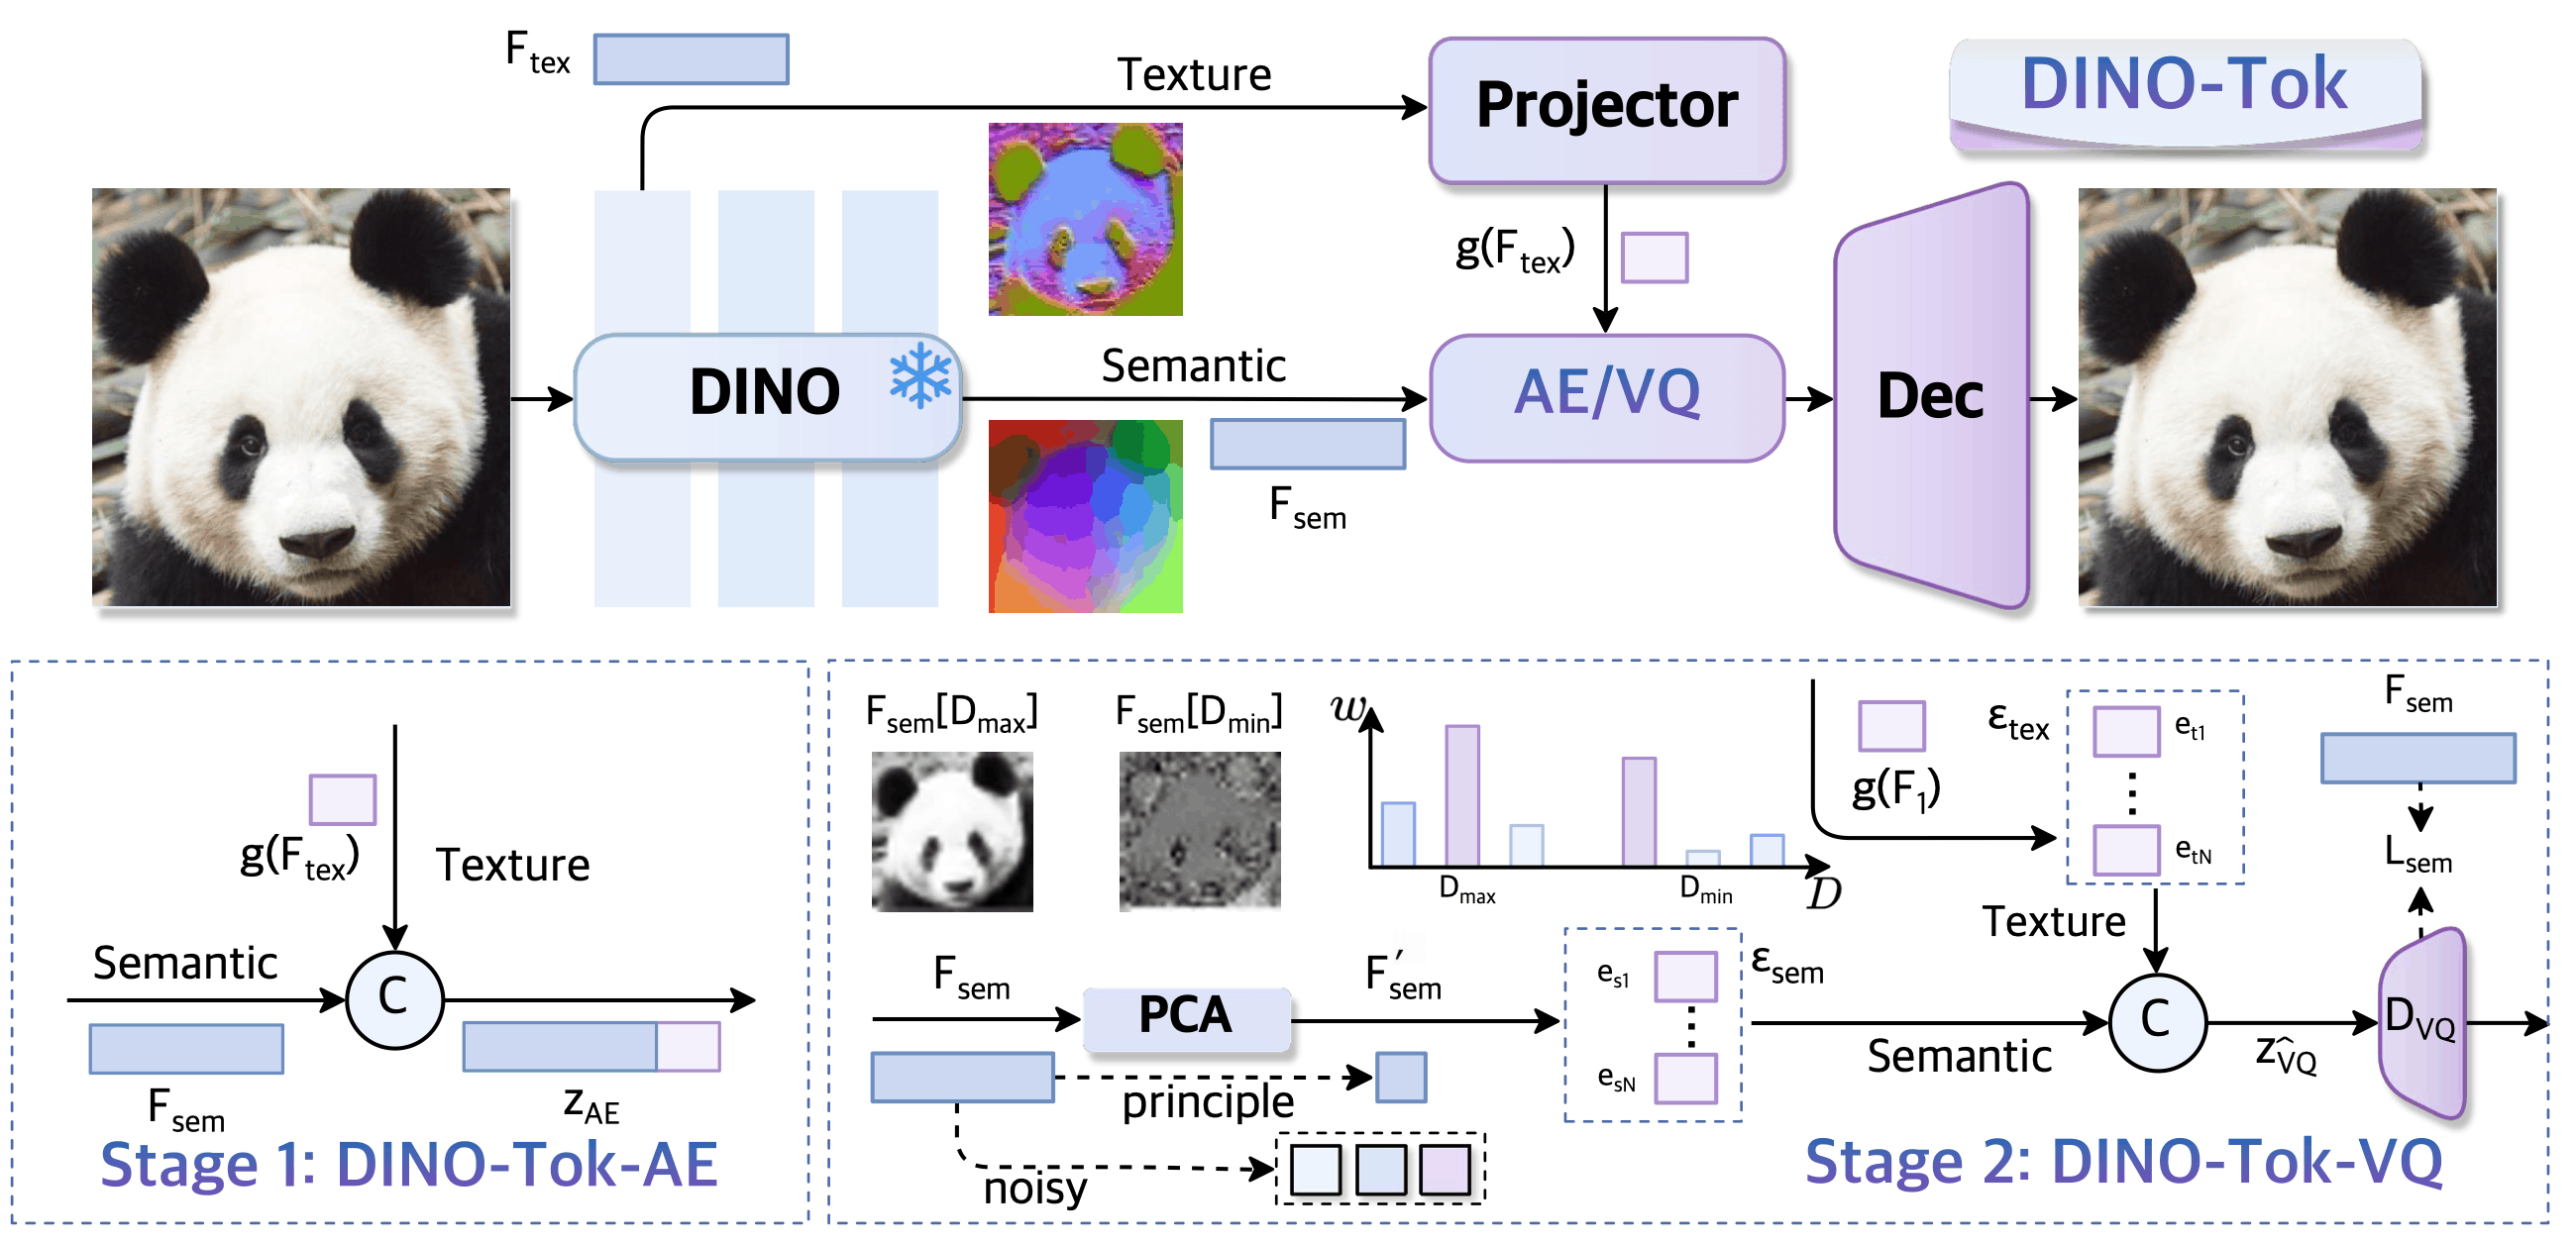 F_tex
Texture
Projector
DINO-Tok
g(F_tex)
DINO
Semantic
AE/VQ
Dec
F_sem
g(F_tex)
Texture
Semantic
C
F_sem
z_AE
Stage 1: DINO-Tok-AE
F_sem[D_max]
F_sem[D_min]
w
D_max
D_min
D
g(F_1)
ε_tex
e_t1
e_tN
F_sem
L_sem
Texture
F_sem
PCA
F′_sem
e_s1
e_sN
ε_sem
Semantic
C
ẑ_VQ
D_VQ
principle
noisy
Stage 2: DINO-Tok-VQ